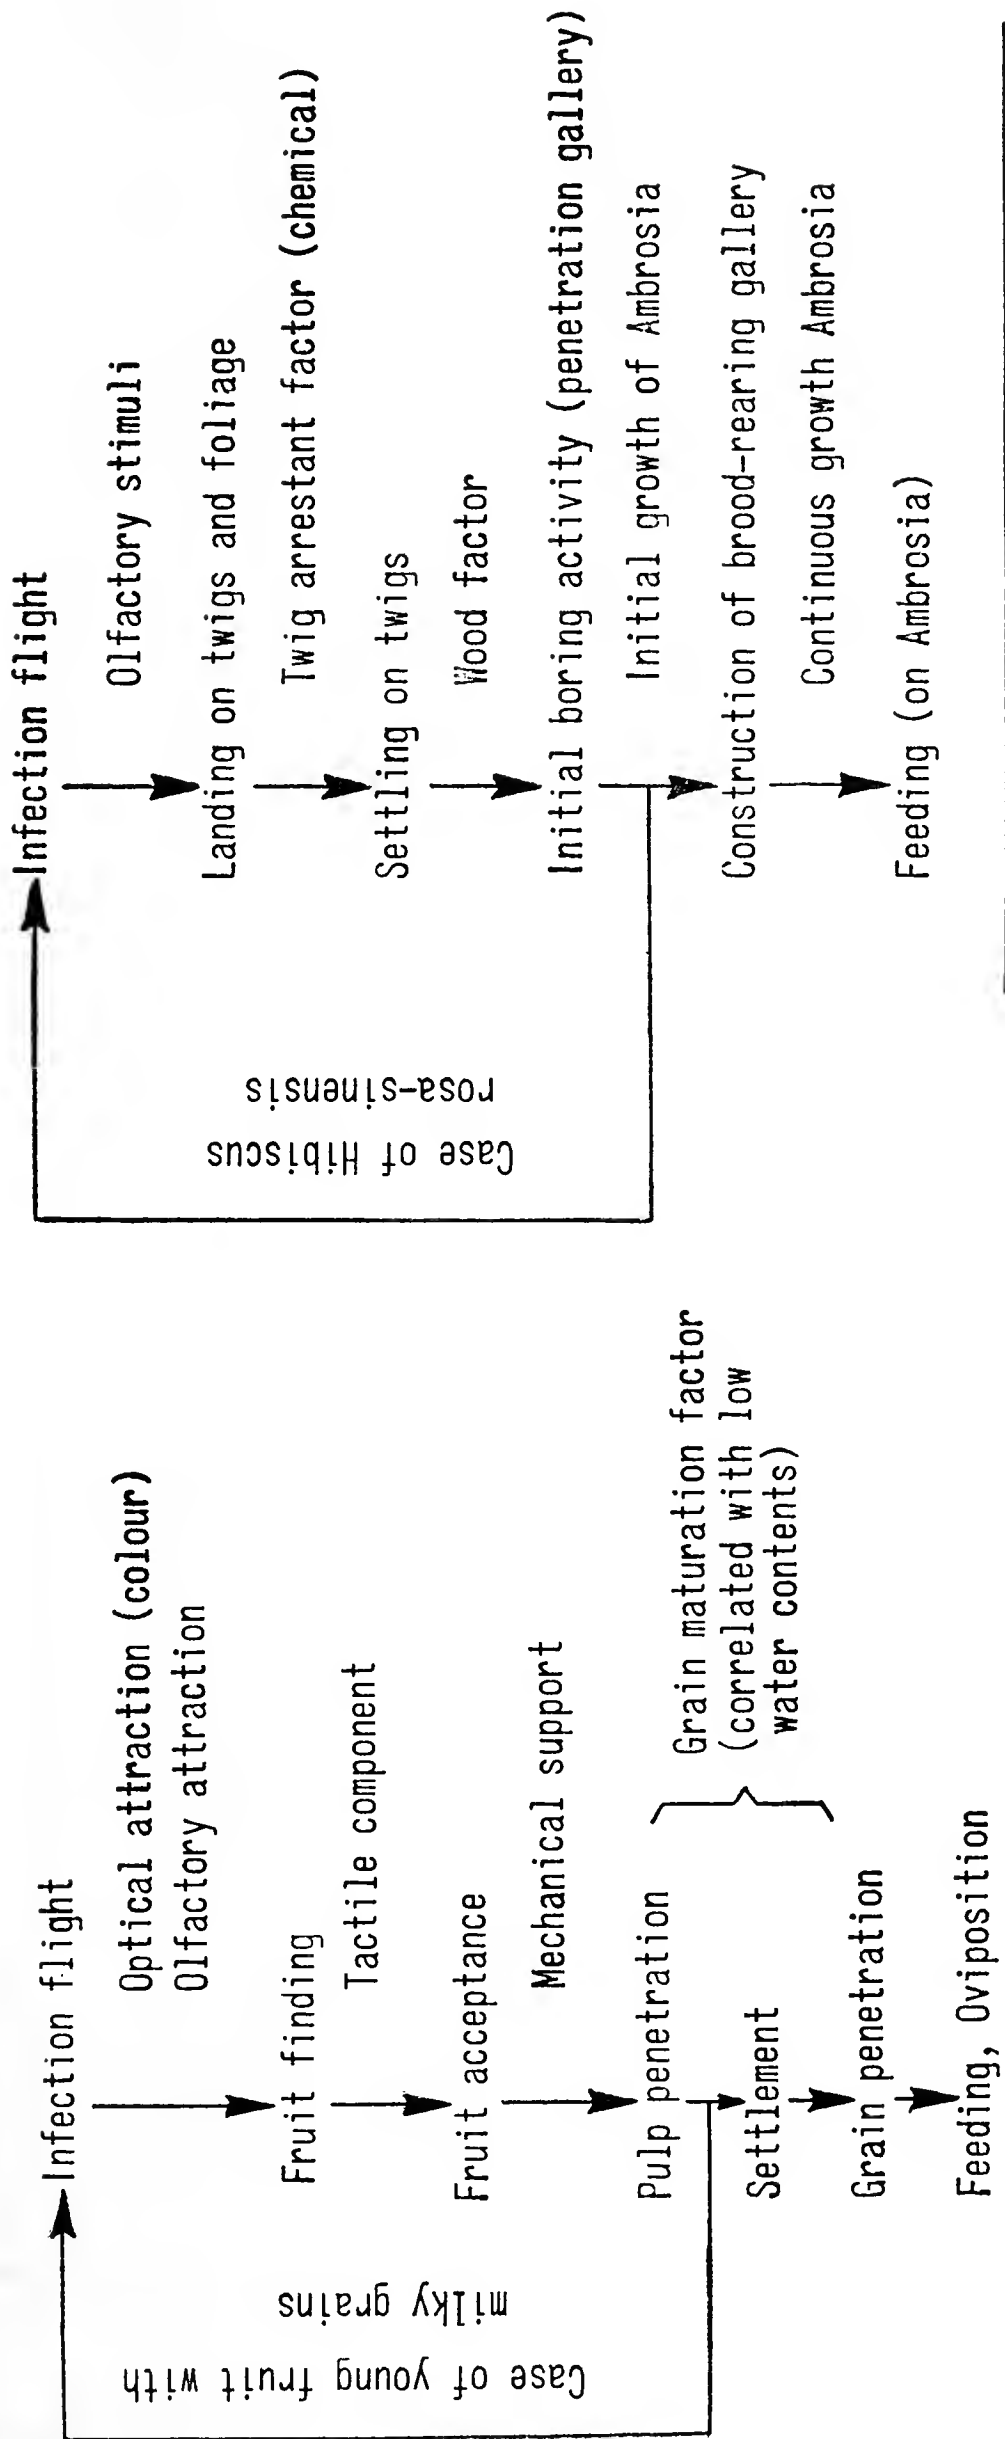 Infection flight
Optical attraction (colour)
Olfactory attraction
Fruit finding
Tactile component
Fruit acceptance
Mechanical support
Pulp penetration
Grain maturation factor
(correlated with low
water contents)
Settlement
Grain penetration
Feeding, Oviposition
Case of young fruit with
milky grains
Infection flight
Olfactory stimuli
Landing on twigs and foliage
Twig arrestant factor (chemical)
Settling on twigs
Wood factor
Initial boring activity (penetration gallery)
Initial growth of Ambrosia
Construction of brood-rearing gallery
Continuous growth Ambrosia
Feeding (on Ambrosia)
Case of Hibiscus
rosa-sinensis